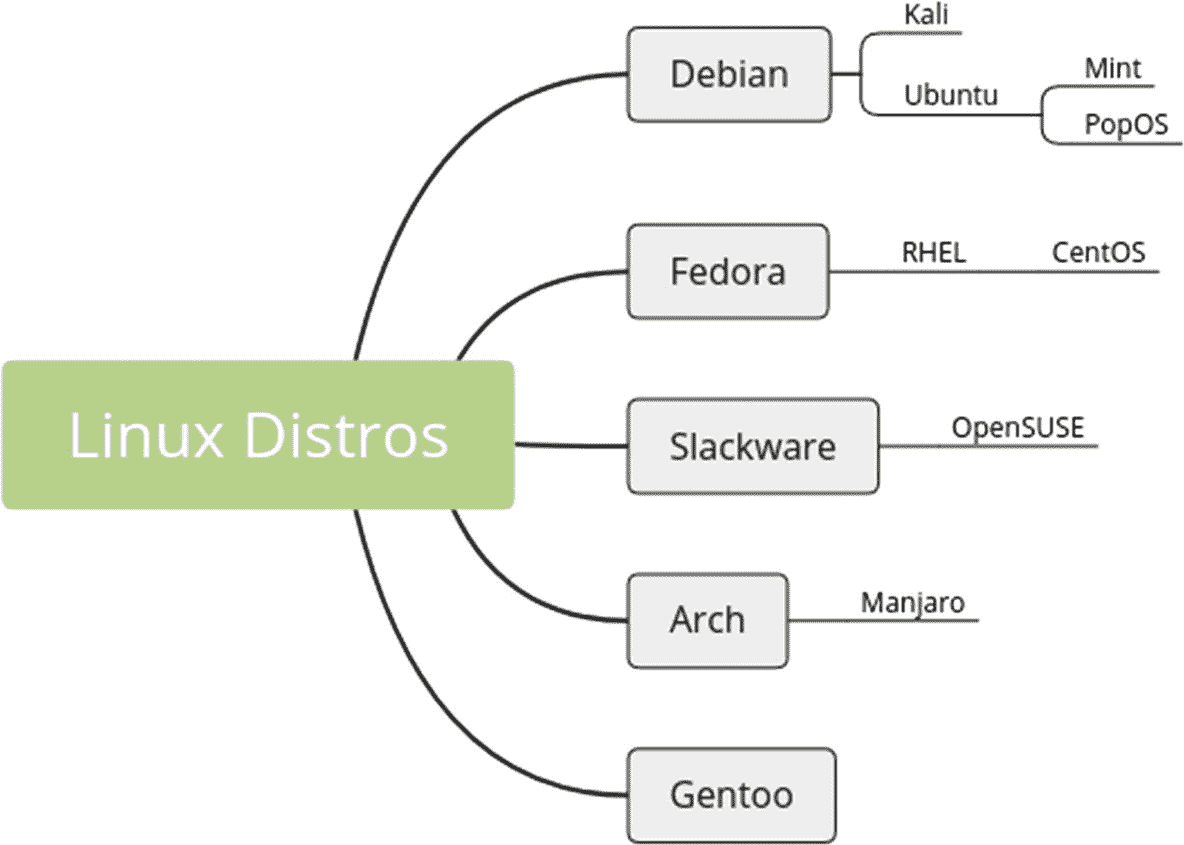 Linux Distros
Debian
Kali
Ubuntu
Mint
PopOS
Fedora
RHEL
CentOS
Slackware
OpenSUSE
Arch
Manjaro
Gentoo